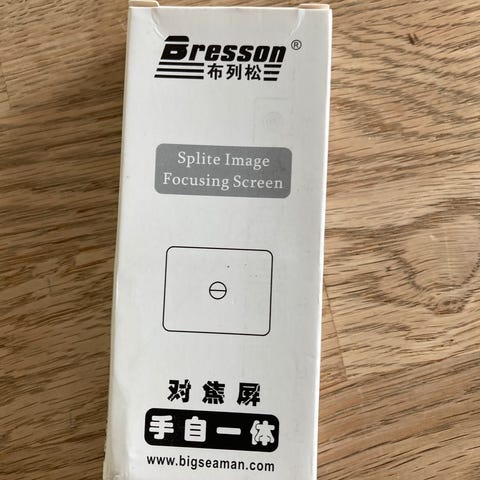 Bresson®
布列松
Splite Image
Focusing Screen
对焦屏
手自一体
www.bigseaman.com